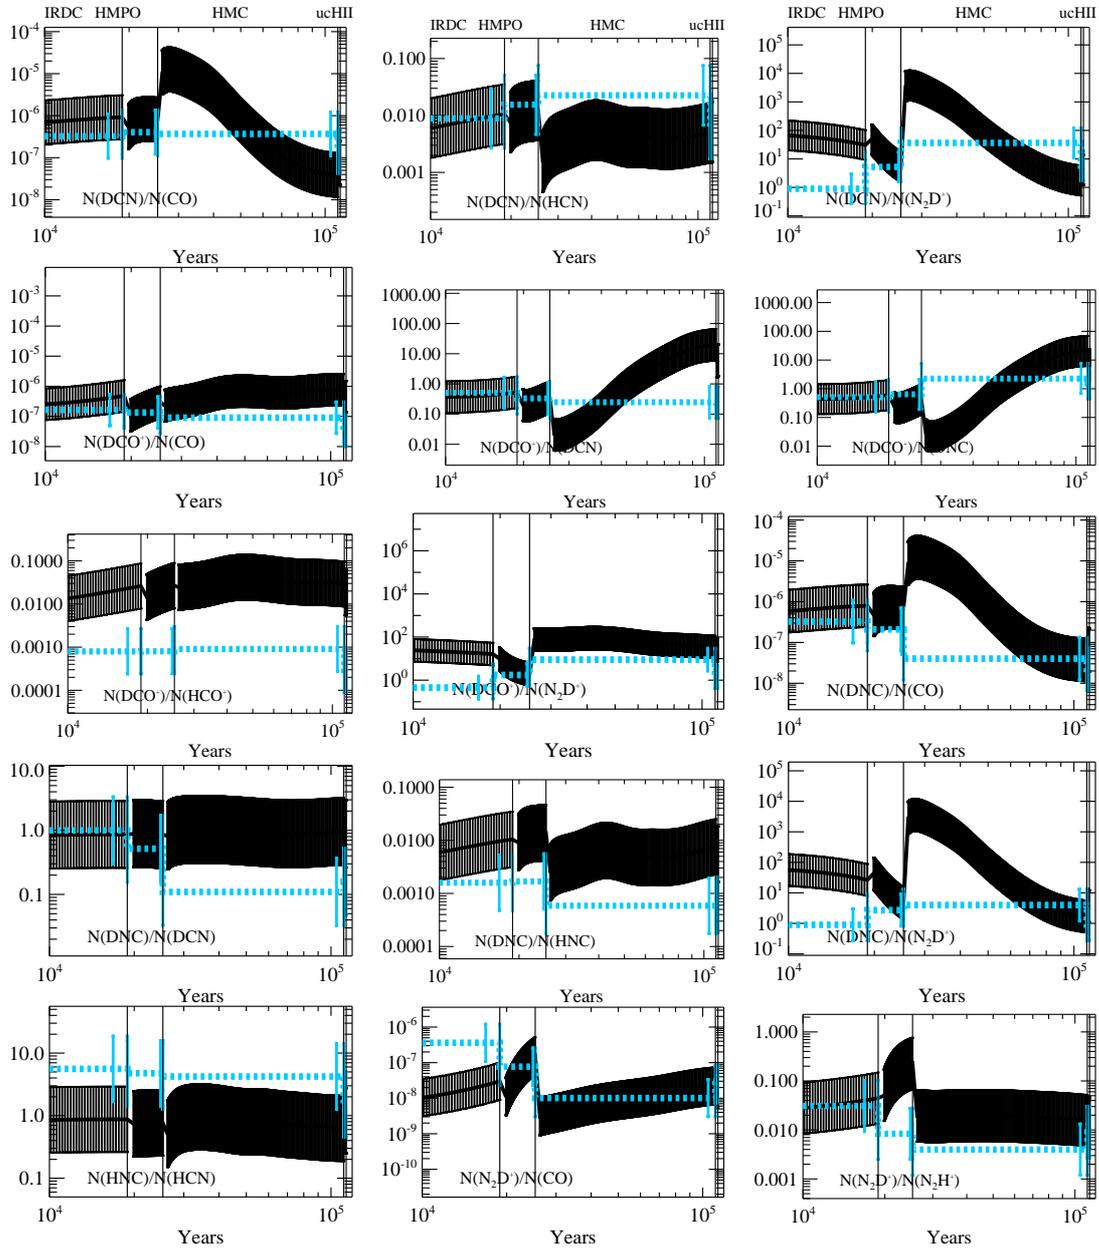 IRDC HMPO HMC ucHII IRDC HMPO HMC ucHII IRDC HMPO HMC ucHII
10⁻⁴
10⁻⁵
10⁻⁶
10⁻⁷
10⁻⁸
N(DCN)/N(CO)
10⁴ 10⁵
Years
0.100
0.010
0.001
N(DCN)/N(HCN)
10⁴ 10⁵
Years
10⁵
10⁴
10³
10²
10¹
10⁰
10⁻¹
N(DCN)/N(N₂D⁺)
10⁴ 10⁵
Years
10⁻³
10⁻⁴
10⁻⁵
10⁻⁶
10⁻⁷
10⁻⁸
N(DCO⁺)/N(CO)
10⁴ 10⁵
Years
1000.00
100.00
10.00
1.00
0.10
0.01
N(DCO⁺)/N(DCN)
10⁴ 10⁵
Years
1000.00
100.00
10.00
1.00
0.10
0.01
N(DCO⁺)/N(DNC)
10⁴ 10⁵
Years
0.1000
0.0100
0.0010
0.0001
N(DCO⁺)/N(HCO⁺)
10⁴ 10⁵
Years
10⁶
10⁴
10²
10⁰
N(DCO⁺)/N(N₂D⁺)
10⁴ 10⁵
Years
10⁻⁴
10⁻⁵
10⁻⁶
10⁻⁷
10⁻⁸
N(DNC)/N(CO)
10⁴ 10⁵
Years
10.0
1.0
0.1
N(DNC)/N(DCN)
10⁴ 10⁵
Years
0.1000
0.0100
0.0010
0.0001
N(DNC)/N(HNC)
10⁴ 10⁵
Years
10⁵
10⁴
10³
10²
10¹
10⁰
10⁻¹
N(DNC)/N(N₂D⁺)
10⁴ 10⁵
Years
10.0
1.0
0.1
N(HNC)/N(HCN)
10⁴ 10⁵
Years
10⁻⁶
10⁻⁷
10⁻⁸
10⁻⁹
10⁻¹⁰
N(N₂D⁺)/N(CO)
10⁴ 10⁵
Years
1.000
0.100
0.010
0.001
N(N₂D⁺)/N(N₂H⁺)
10⁴ 10⁵
Years